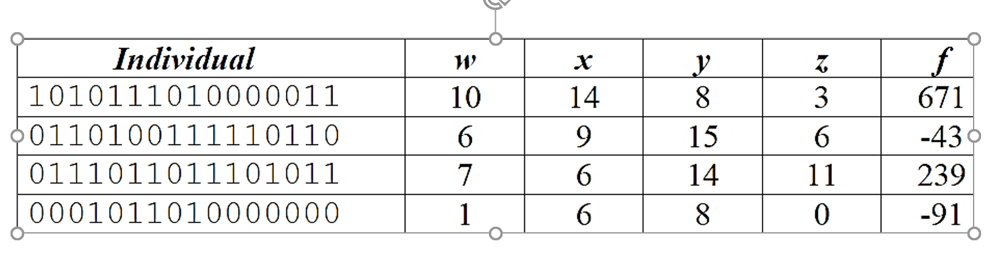 Individual w x y z f
1010111010000011 10 14 8 3 671
0110100111110110 6 9 15 6 -43
0111011011101011 7 6 14 11 239
0001011010000000 1 6 8 0 -91